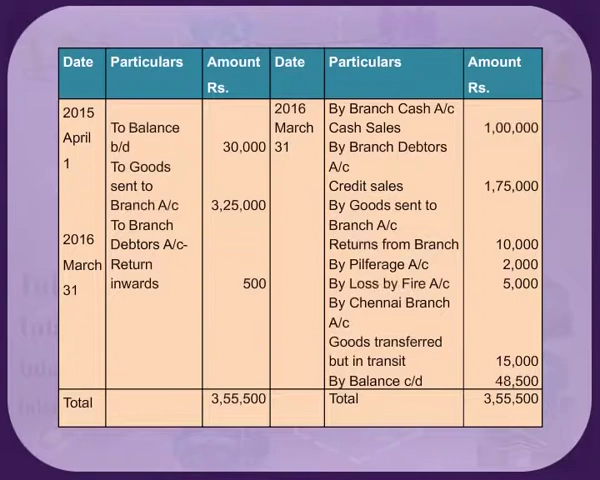 Date Particulars Amount Rs. Date Particulars Amount Rs.
2015 April 1
To Balance
b/d 30,000
To Goods
sent to
Branch A/c 3,25,000
2016 March 31
To Branch
Debtors A/c-
Return
inwards 500
2016 March 31
By Branch Cash A/c
Cash Sales 1,00,000
By Branch Debtors
A/c
Credit sales 1,75,000
By Goods sent to
Branch A/c
Returns from Branch 10,000
By Pilferage A/c 2,000
By Loss by Fire A/c 5,000
By Chennai Branch
A/c
Goods transferred
but in transit 15,000
By Balance c/d 48,500
Total 3,55,500 Total 3,55,500